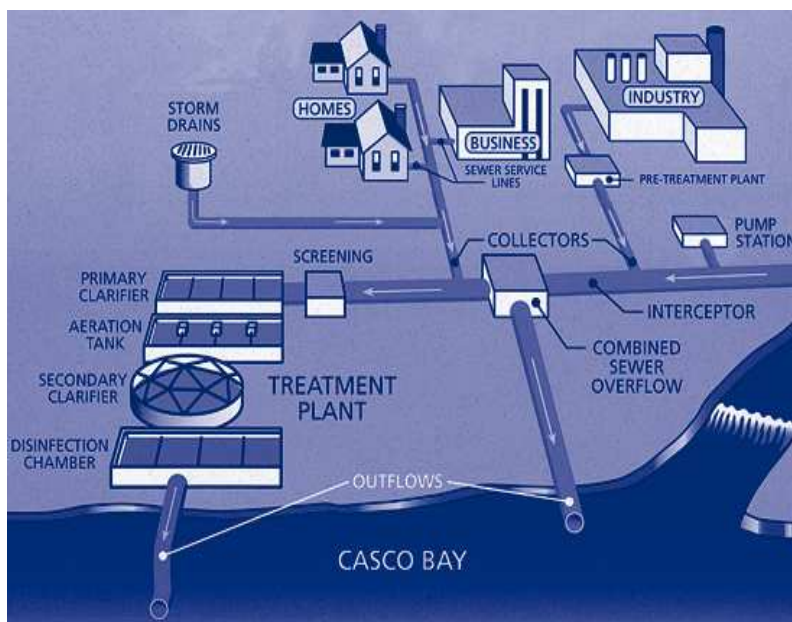 STORM
DRAINS
HOMES
BUSINESS
INDUSTRY
SEWER SERVICE
LINES
PRE-TREATMENT PLANT
PUMP
STATION
COLLECTORS
SCREENING
PRIMARY
CLARIFIER
INTERCEPTOR
AERATION
TANK
COMBINED
SEWER
OVERFLOW
SECONDARY
CLARIFIER
TREATMENT
PLANT
DISINFECTION
CHAMBER
OUTFLOWS
CASCO BAY